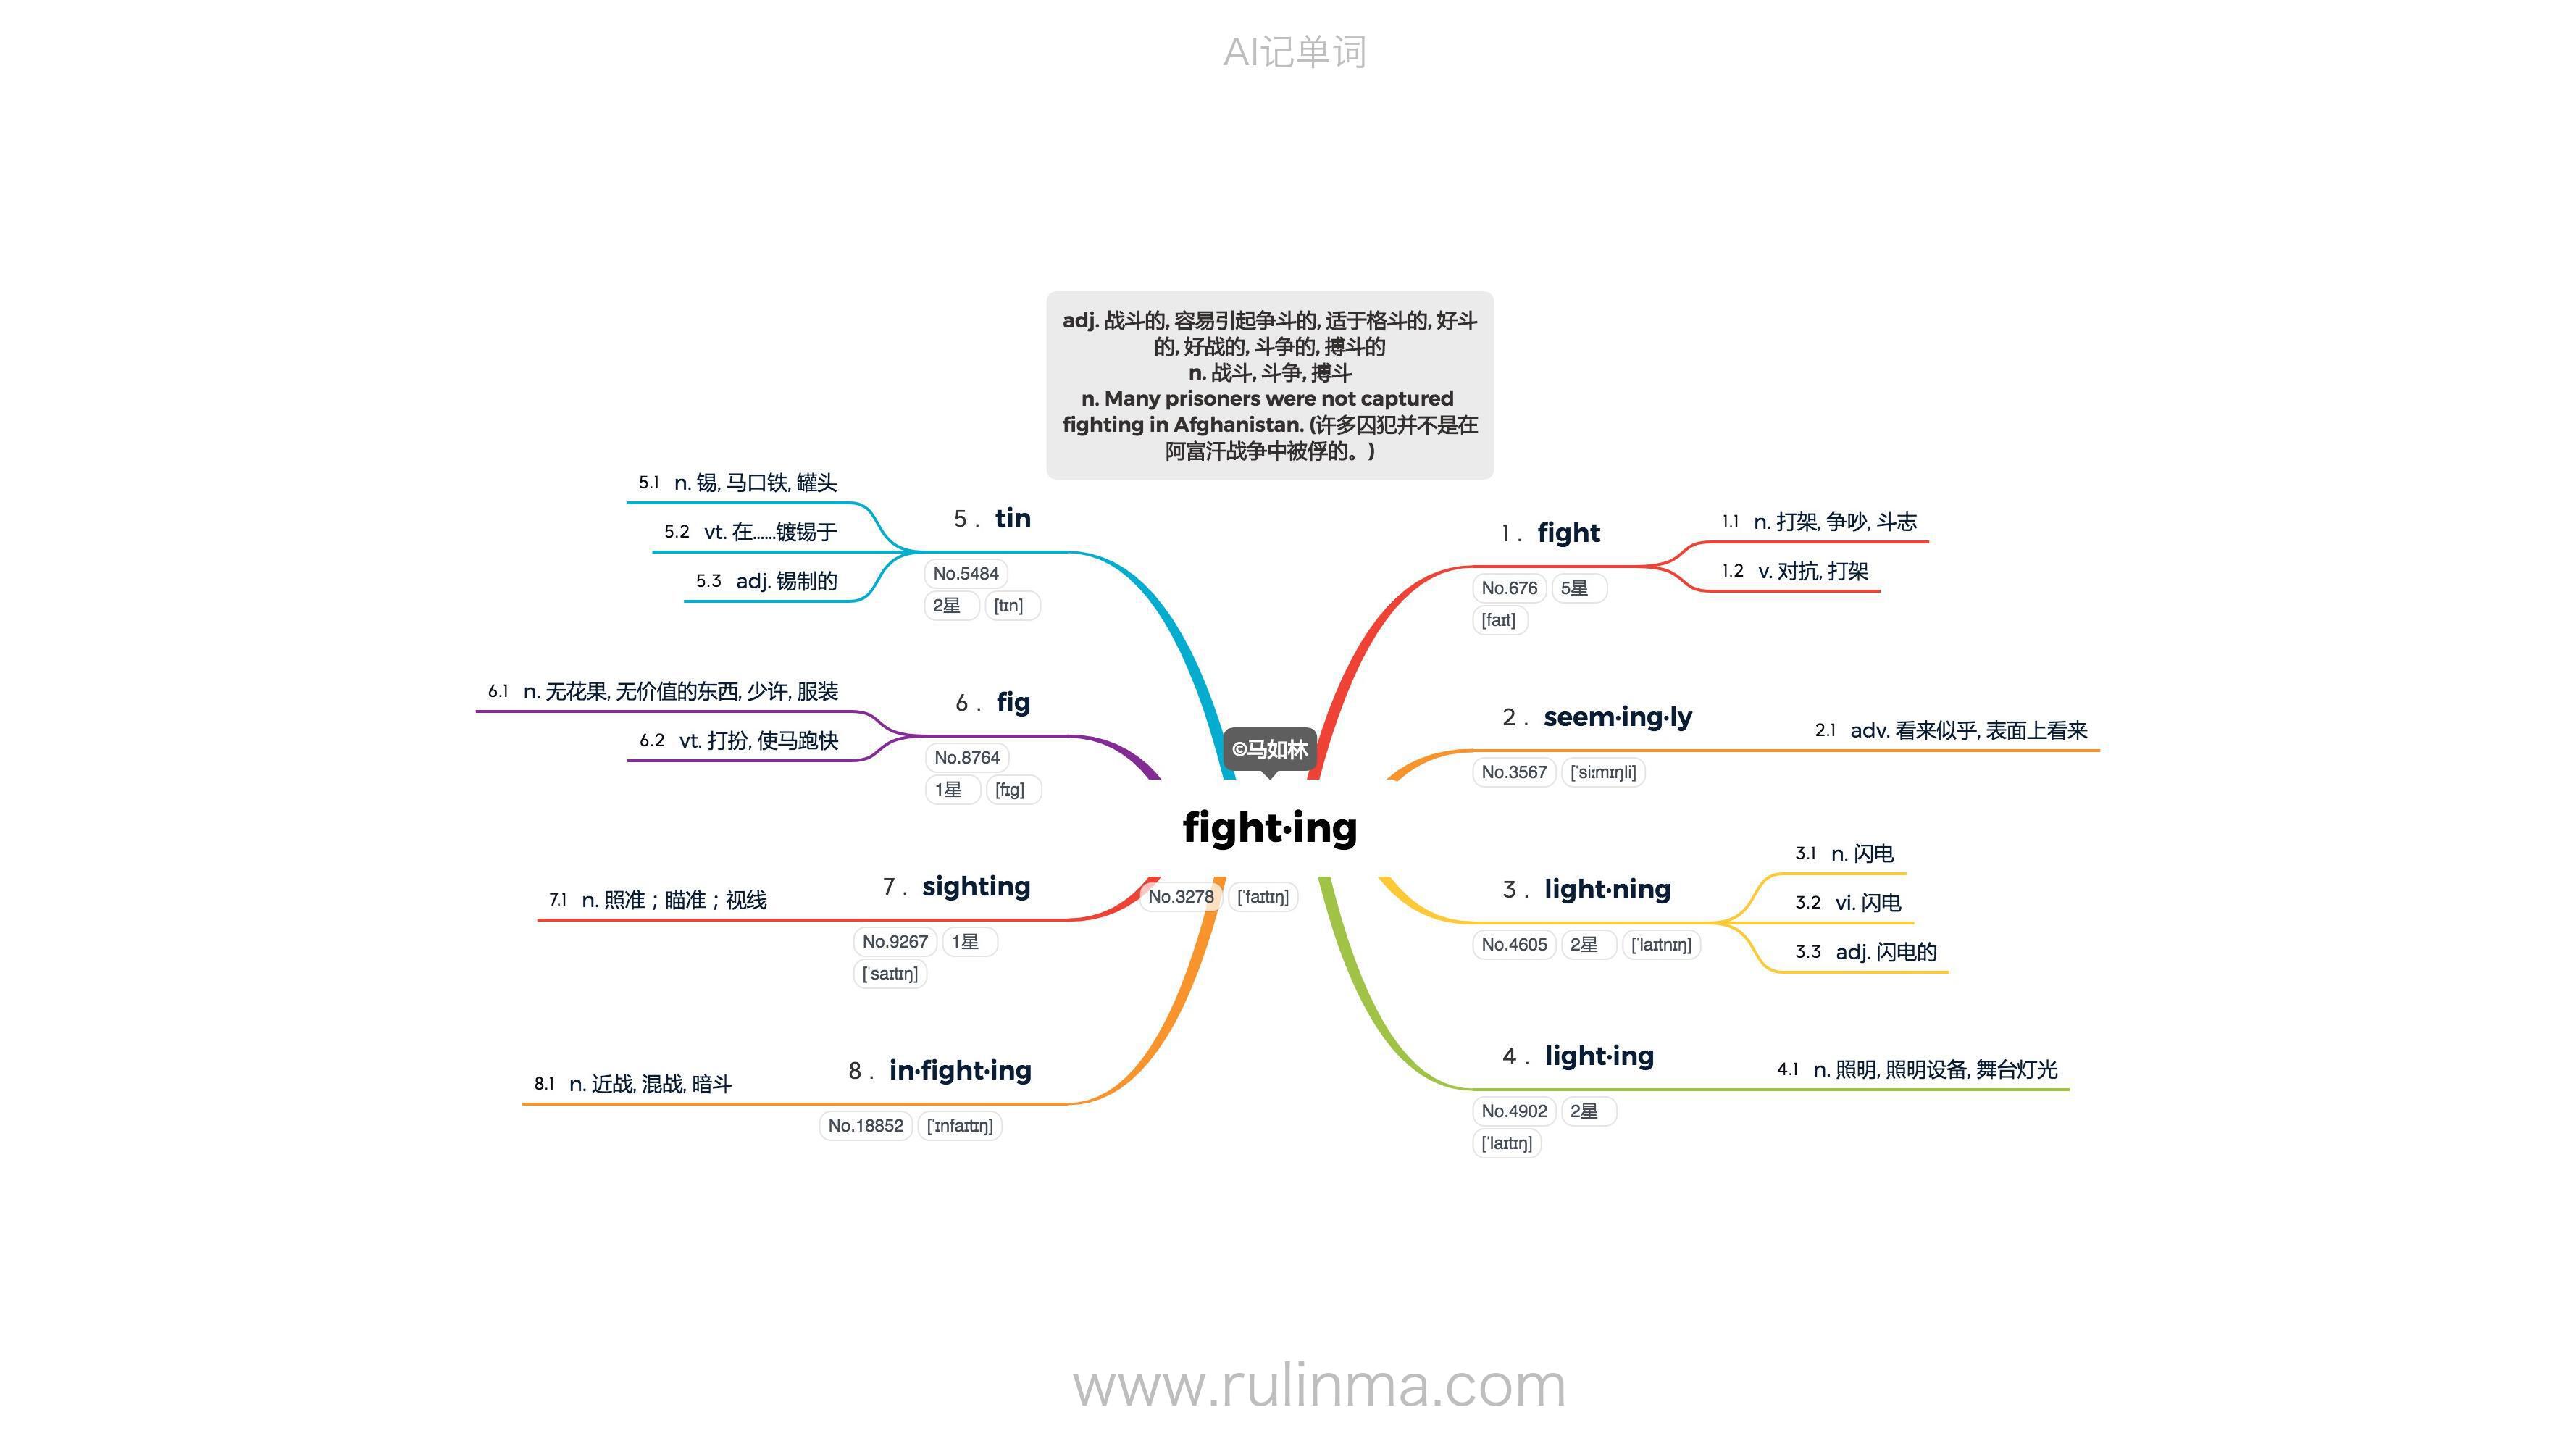 AI记单词
adj. 战斗的, 容易引起争斗的, 适于格斗的, 好斗
的, 好战的, 斗争的, 搏斗的
n. 战斗, 斗争, 搏斗
n. Many prisoners were not captured
fighting in Afghanistan. (许多囚犯并不是在
阿富汗战争中被俘的。)
©马如林
fight·ing
No.3278 [ˈfaɪtɪŋ]
1 . fight
No.676 5星
[faɪt]
1.1 n. 打架, 争吵, 斗志
1.2 v. 对抗, 打架
2 . seem·ing·ly
No.3567 [ˈsiːmɪŋli]
2.1 adv. 看来似乎, 表面上看来
3 . light·ning
No.4605 2星 [ˈlaɪtnɪŋ]
3.1 n. 闪电
3.2 vi. 闪电
3.3 adj. 闪电的
4 . light·ing
No.4902 2星
[ˈlaɪtɪŋ]
4.1 n. 照明, 照明设备, 舞台灯光
5 . tin
No.5484
2星 [tɪn]
5.1 n. 锡, 马口铁, 罐头
5.2 vt. 在......镀锡于
5.3 adj. 锡制的
6 . fig
No.8764
1星 [fɪg]
6.1 n. 无花果, 无价值的东西, 少许, 服装
6.2 vt. 打扮, 使马跑快
7 . sighting
No.9267 1星
[ˈsaɪtɪŋ]
7.1 n. 照准；瞄准；视线
8 . in·fight·ing
No.18852 [ˈɪnfaɪtɪŋ]
8.1 n. 近战, 混战, 暗斗
www.rulinma.com